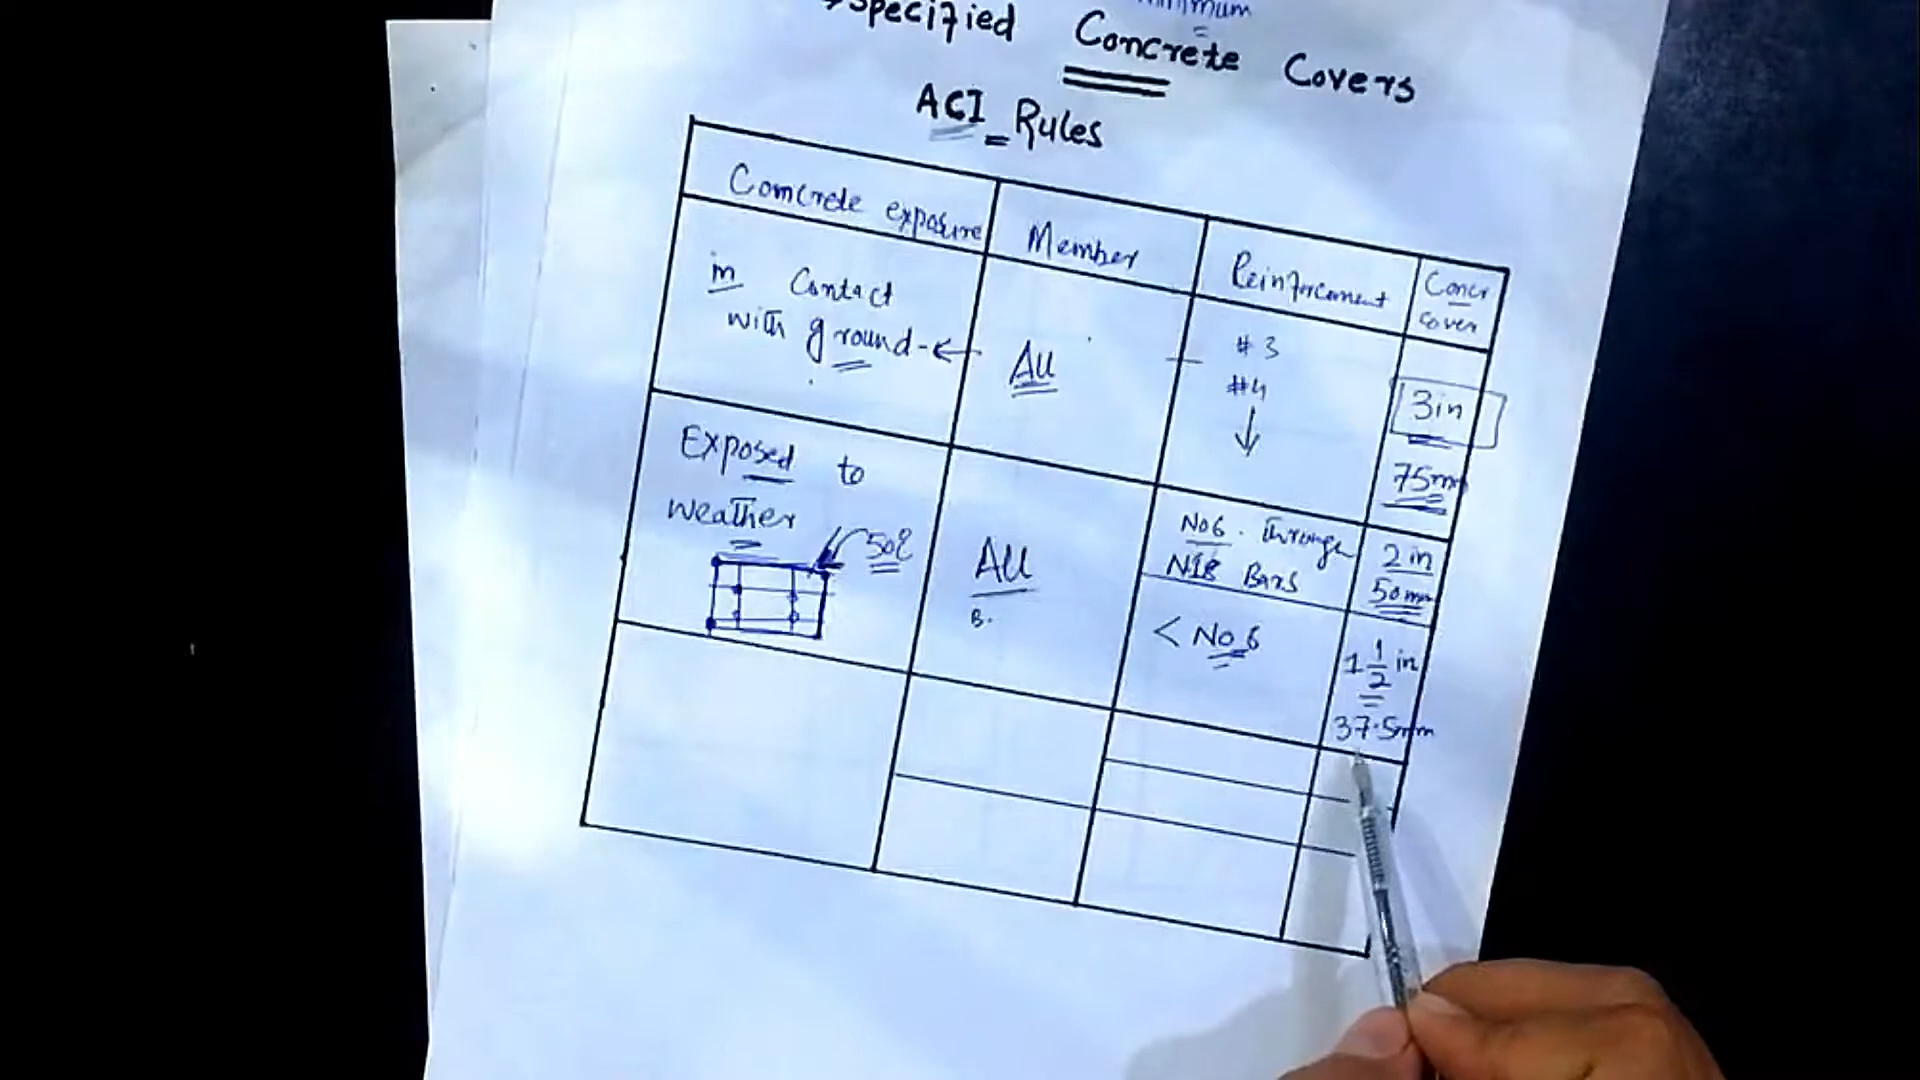 Specified Concrete Covers
ACI Rules
Comcrete exposure
Member
Reinforcement
Concr
cover
in Contact
with ground
All
# 3
#4
3in
75mm
Exposed to
weather
All
B.
No6. Through
N18 Bars
2 in
50mm
< No 6
1 1/2 in
37.5mm